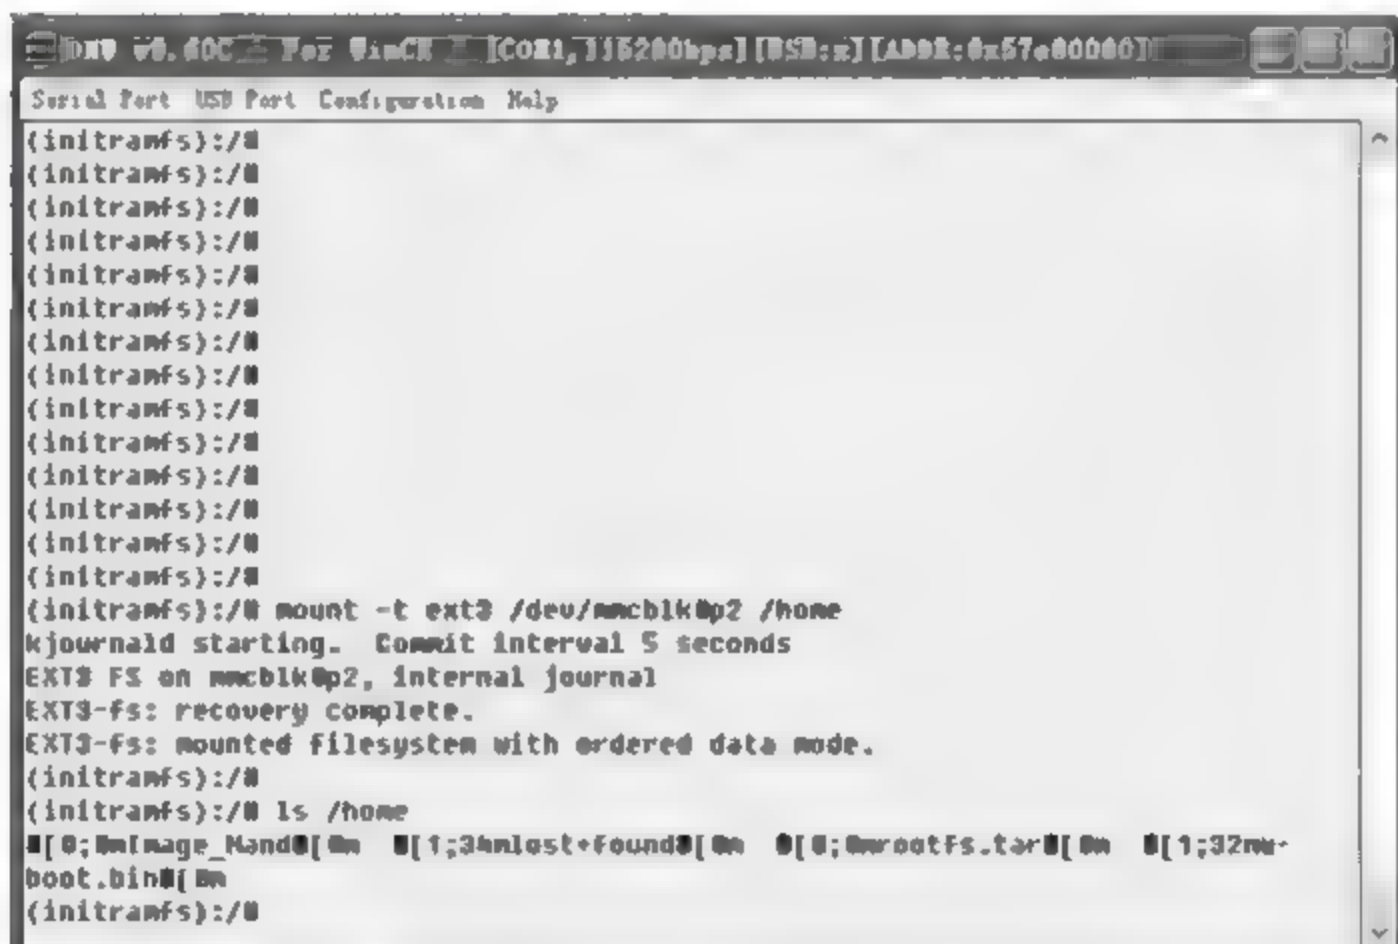 DNW v0.60C - For WinCE [COM1,115200bps][USB:x][ADDR:0x57e00000]
Serial Port USB Port Configuration Help
(initramfs):/#
(initramfs):/#
(initramfs):/#
(initramfs):/#
(initramfs):/#
(initramfs):/#
(initramfs):/#
(initramfs):/#
(initramfs):/#
(initramfs):/#
(initramfs):/#
(initramfs):/#
(initramfs):/#
(initramfs):/#
(initramfs):/# mount -t ext3 /dev/mmcblk0p2 /home
kjournald starting. Commit interval 5 seconds
EXT3 FS on mmcblk0p2, internal journal
EXT3-fs: recovery complete.
EXT3-fs: mounted filesystem with ordered data mode.
(initramfs):/#
(initramfs):/# ls /home
█[0;0mImage_Nand█[0m █[1;34mlost+found█[0m █[0;0mrootfs.tar█[0m █[1;32mu-
boot.bin█[0m
(initramfs):/#